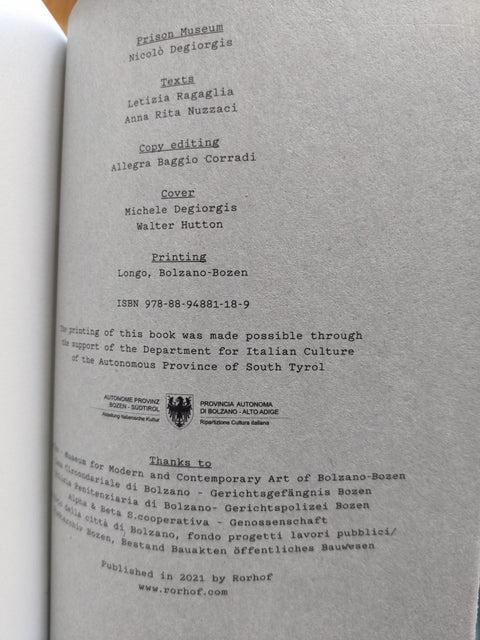 Prison Museum
Nicolò Degiorgis
Texts
Letizia Ragaglia
Anna Rita Nuzzaci
Copy editing
Allegra Baggio Corradi
Cover
Michele Degiorgis
Walter Hutton
Printing
Longo, Bolzano-Bozen
ISBN 978-88-94881-18-9
The printing of this book was made possible through
the support of the Department for Italian Culture
of the Autonomous Province of South Tyrol
AUTONOME PROVINZ
BOZEN - SÜDTIROL
Abteilung Italienische Kultur
PROVINCIA AUTONOMA
DI BOLZANO - ALTO ADIGE
Ripartizione Cultura italiana
Thanks to
Museum for Modern and Contemporary Art of Bolzano-Bozen
Circondariale di Bolzano - Gerichtsgefängnis Bozen
Penitenziaria di Bolzano- Gerichtspolizei Bozen
Alpha & Beta S.cooperativa - Genossenschaft
della città di Bolzano, fondo progetti lavori pubblici/
Bozen, Bestand Bauakten öffentliches Bauwesen
Published in 2021 by Rorhof
www.rorhof.com